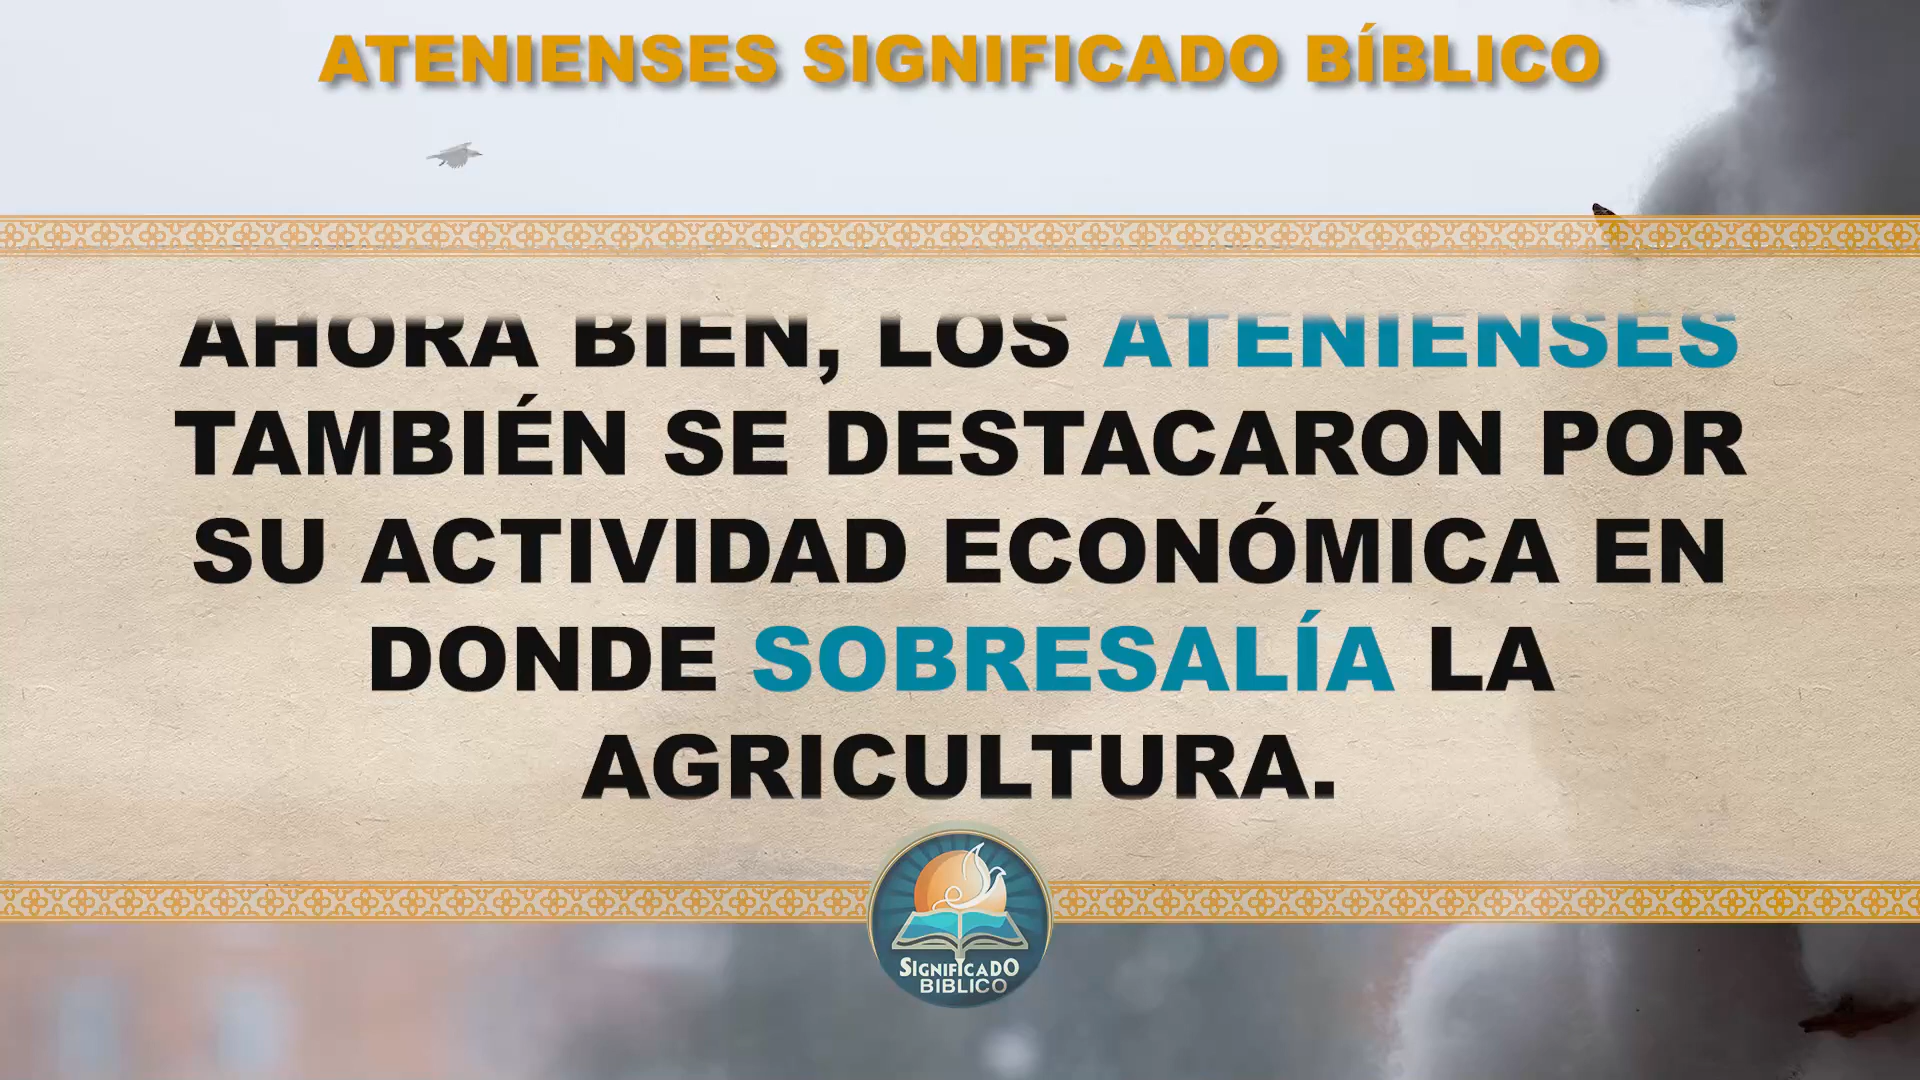 ATENIENSES SIGNIFICADO BÍBLICO
AHORA BIEN, LOS ATENIENSES
TAMBIÉN SE DESTACARON POR
SU ACTIVIDAD ECONÓMICA EN
DONDE SOBRESALÍA LA
AGRICULTURA.
SIGNIFICADO
BIBLICO